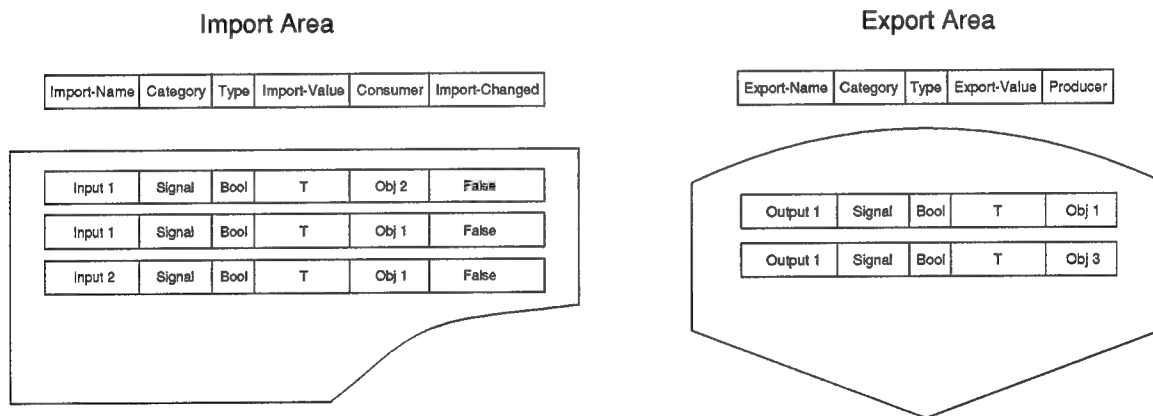 Import Area
Import-Name Category Type Import-Value Consumer Import-Changed
Input 1 Signal Bool T Obj 2 False
Input 1 Signal Bool T Obj 1 False
Input 2 Signal Bool T Obj 1 False
Export Area
Export-Name Category Type Export-Value Producer
Output 1 Signal Bool T Obj 1
Output 1 Signal Bool T Obj 3